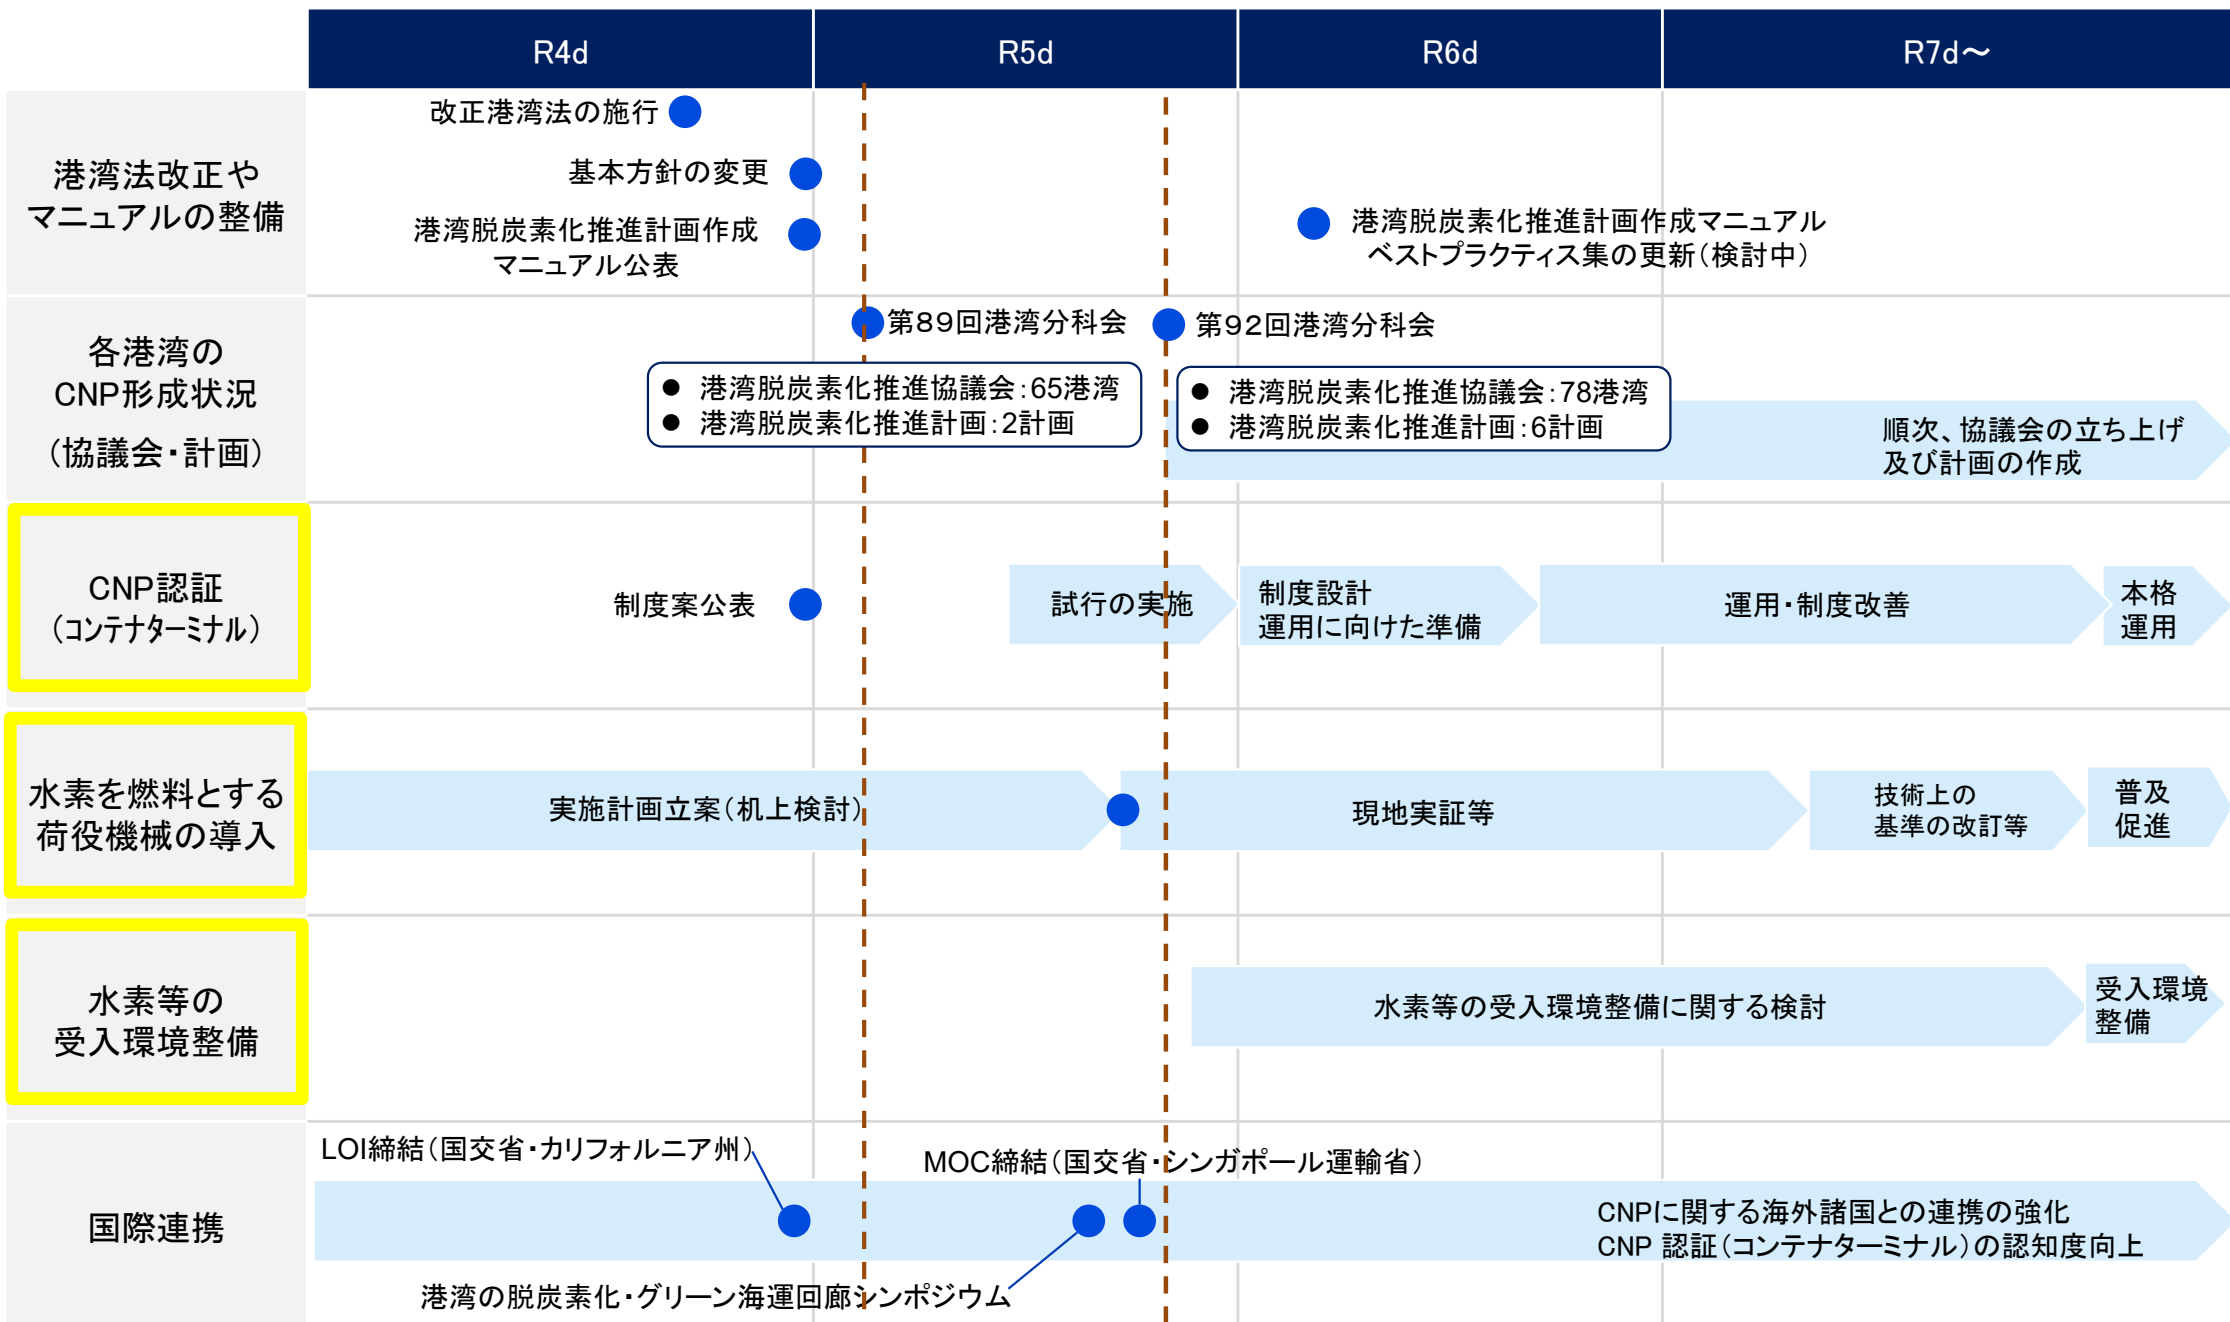 R4d
R5d
R6d
R7d～
港湾法改正や
マニュアルの整備
改正港湾法の施行
基本方針の変更
港湾脱炭素化推進計画作成
マニュアル公表
港湾脱炭素化推進計画作成マニュアル
ベストプラクティス集の更新（検討中）
各港湾の
CNP形成状況
（協議会・計画）
第８９回港湾分科会
第９２回港湾分科会
● 港湾脱炭素化推進協議会：65港湾
● 港湾脱炭素化推進計画：2計画
● 港湾脱炭素化推進協議会：78港湾
● 港湾脱炭素化推進計画：6計画
順次、協議会の立ち上げ
及び計画の作成
CNP認証
（コンテナターミナル）
制度案公表
試行の実施
制度設計
運用に向けた準備
運用・制度改善
本格
運用
水素を燃料とする
荷役機械の導入
実施計画立案（机上検討）
現地実証等
技術上の
基準の改訂等
普及
促進
水素等の
受入環境整備
水素等の受入環境整備に関する検討
受入環境
整備
国際連携
LOI締結（国交省・カリフォルニア州）
MOC締結（国交省・シンガポール運輸省）
CNPに関する海外諸国との連携の強化
CNP 認証（コンテナターミナル）の認知度向上
港湾の脱炭素化・グリーン海運回廊シンポジウム